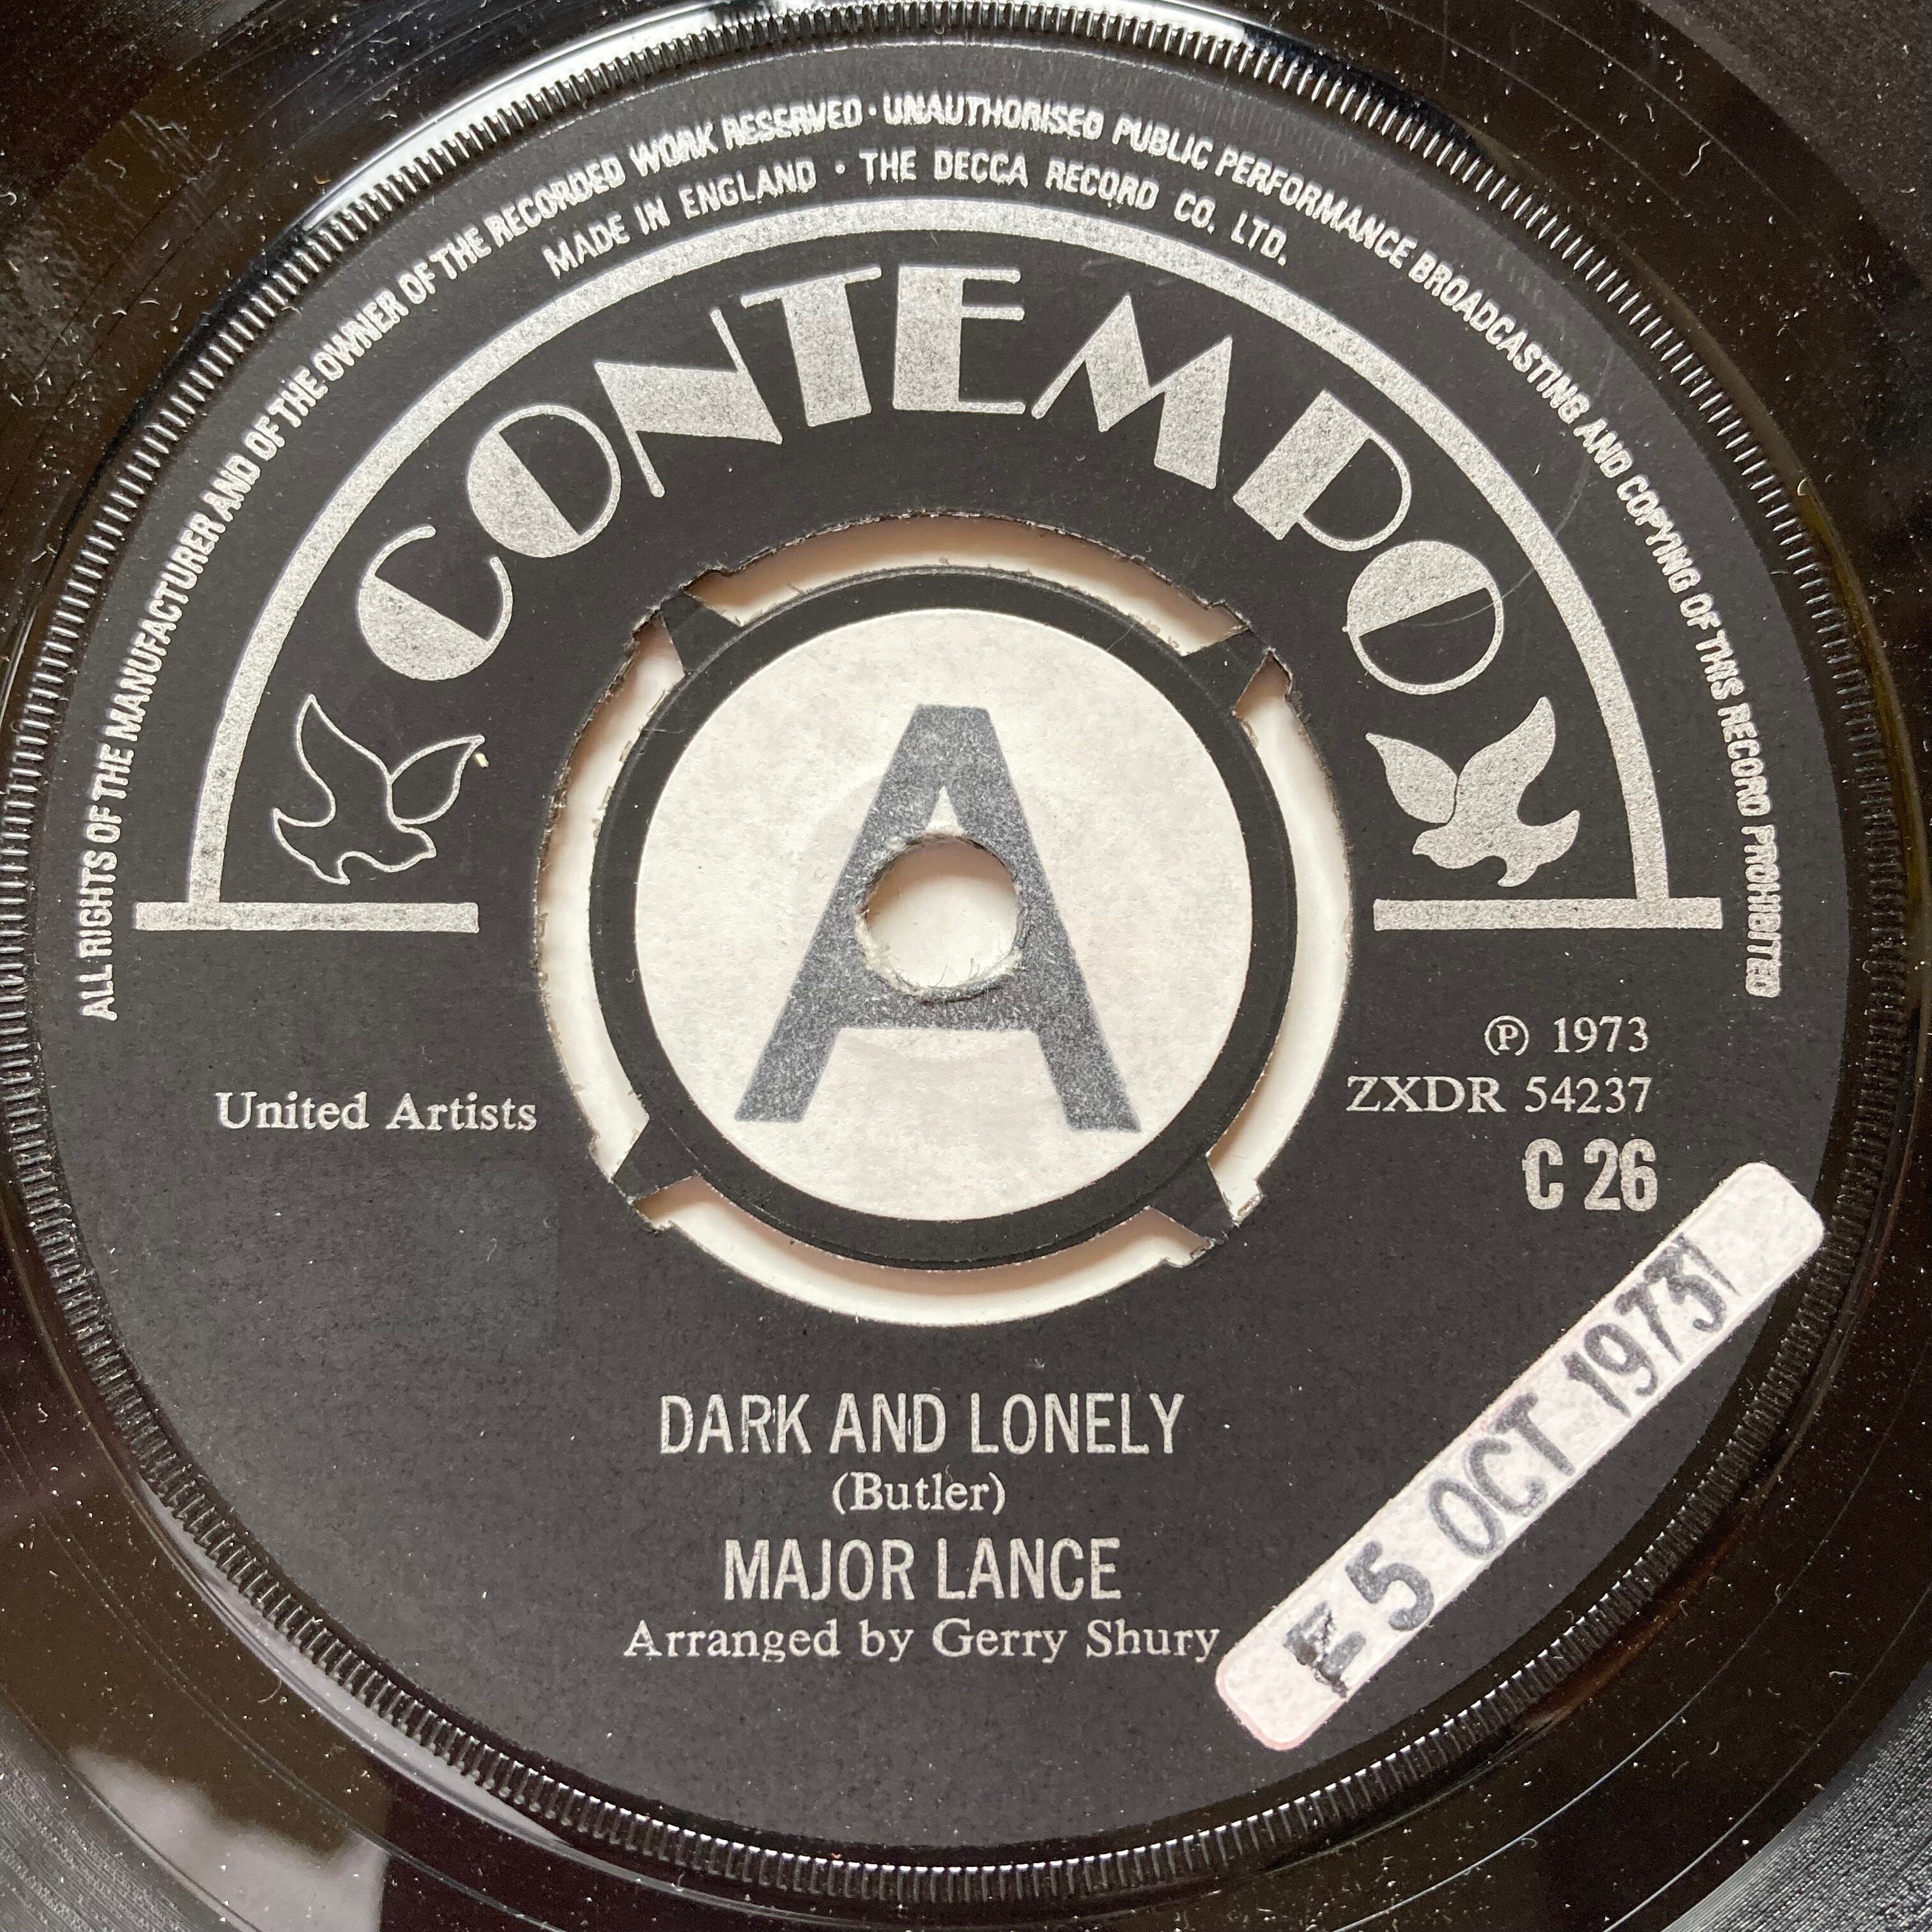 ALL RIGHTS OF THE MANUFACTURER AND OF THE OWNER OF THE RECORDED WORK RESERVED · UNAUTHORISED PUBLIC PERFORMANCE BROADCASTING AND COPYING OF THIS RECORD PROHIBITED
MADE IN ENGLAND · THE DECCA RECORD CO. LTD.
CONTEMPO
A
℗ 1973
ZXDR 54237
United Artists
C 26
5 OCT 1973
DARK AND LONELY
(Butler)
MAJOR LANCE
Arranged by Gerry Shury